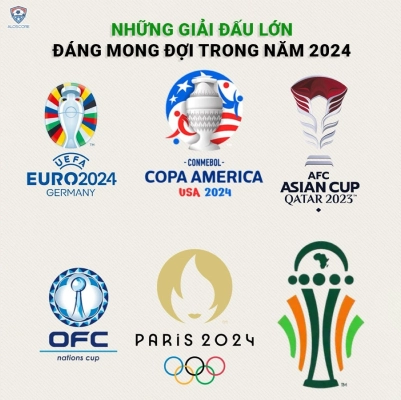 NHỮNG GIẢI ĐẤU LỚN
ĐÁNG MONG ĐỢI TRONG NĂM 2024
UEFA
EURO2024
GERMANY
CONMEBOL
COPA AMERICA
USA 2024
AFC
ASIAN CUP
QATAR 2023™
OFC
nations cup
PARIS 2024